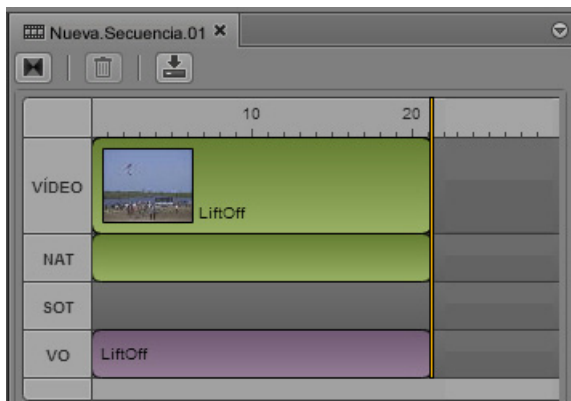 Nueva.Secuencia.01
10 20
VÍDEO
LiftOff
NAT
SOT
VO
LiftOff